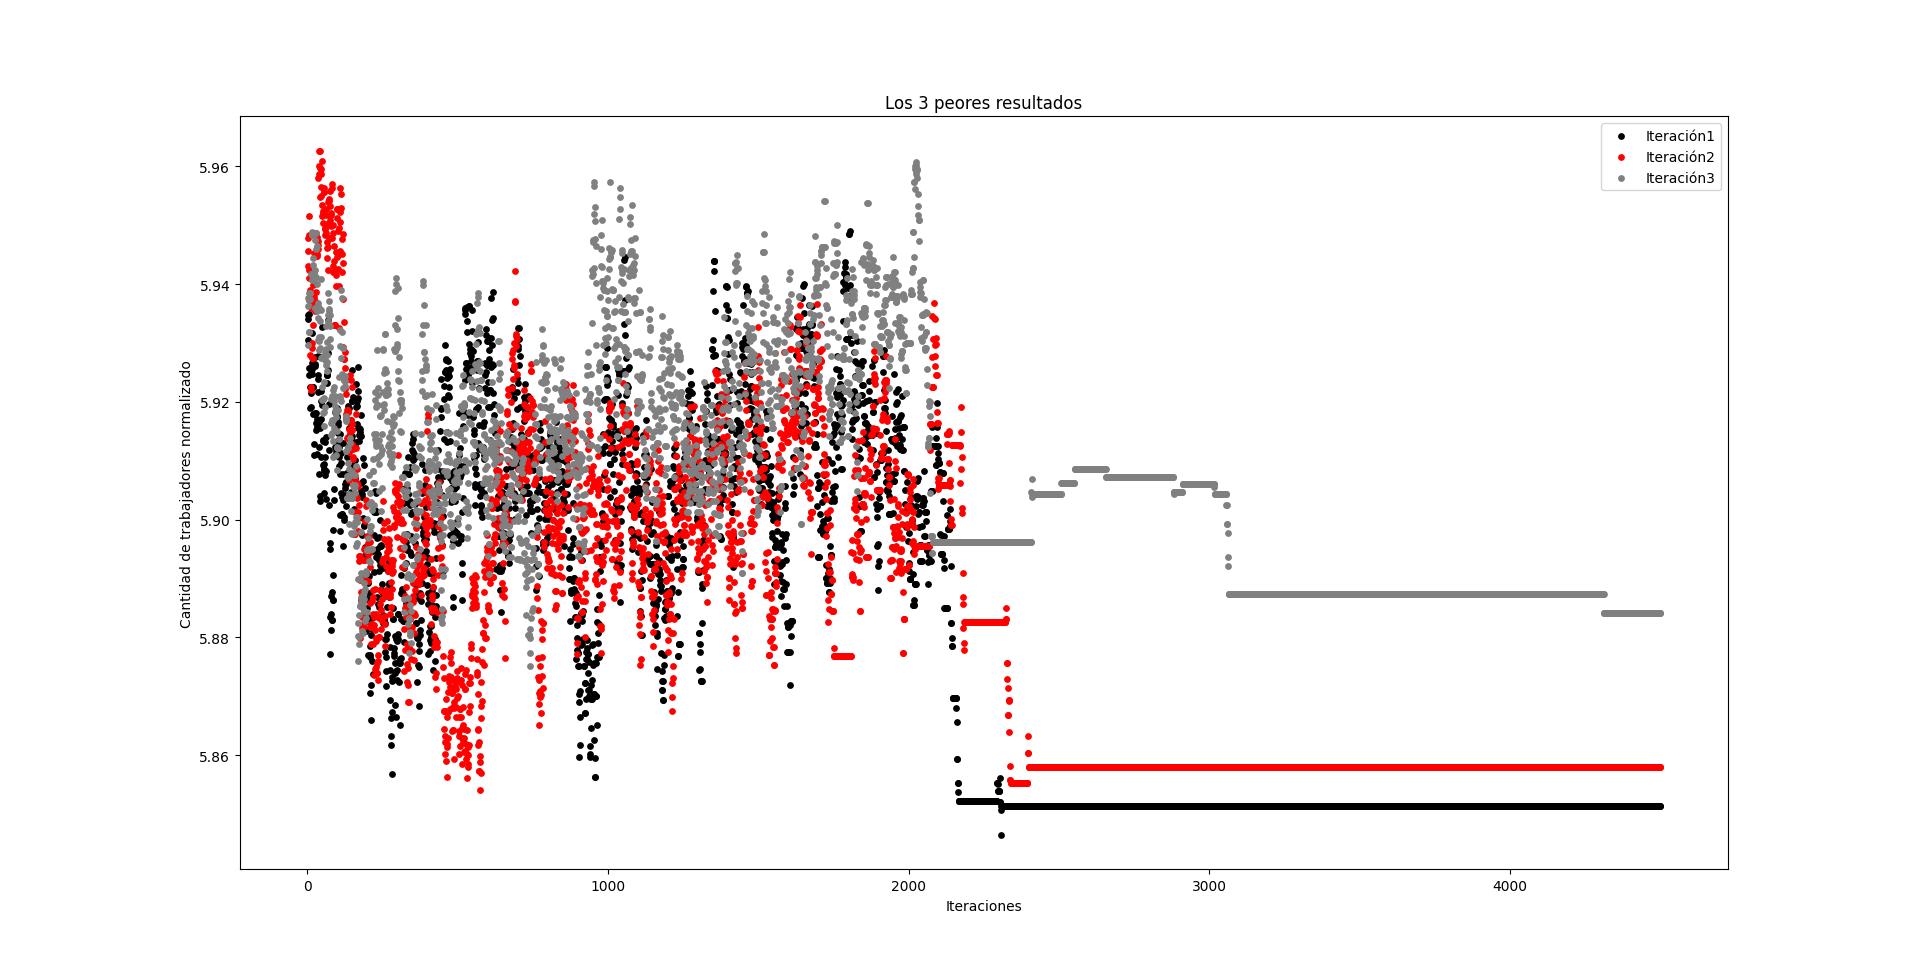 Los 3 peores resultados
Iteración1
Iteración2
Iteración3
Cantidad de trabajadores normalizado
5.96
5.94
5.92
5.90
5.88
5.86
0
1000
2000
3000
4000
Iteraciones